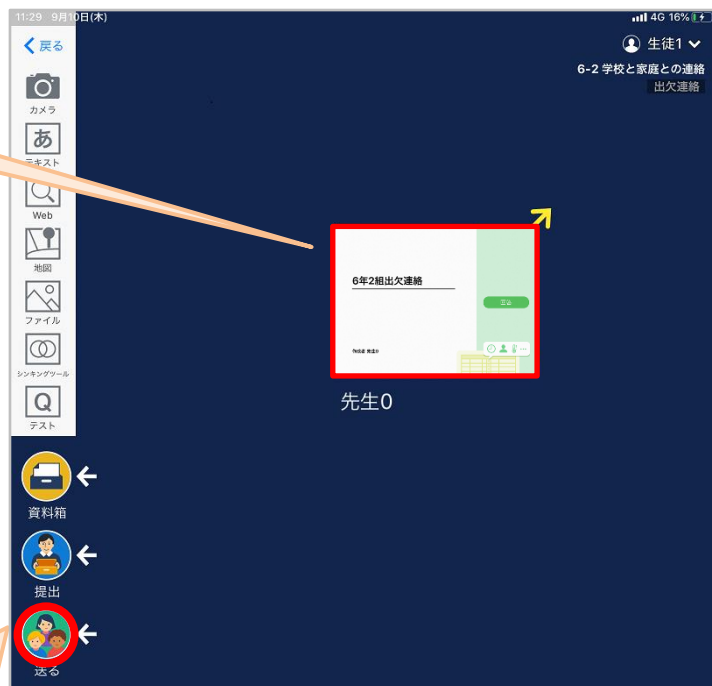 11:29 9月10日(木)
4G 16%
戻る
生徒1
6-2 学校と家庭との連絡
出欠連絡
カメラ
あ
テキスト
Web
地図
ファイル
シンキングツール
Q
テスト
6年2組出欠連絡
先生0
資料箱
提出
送る